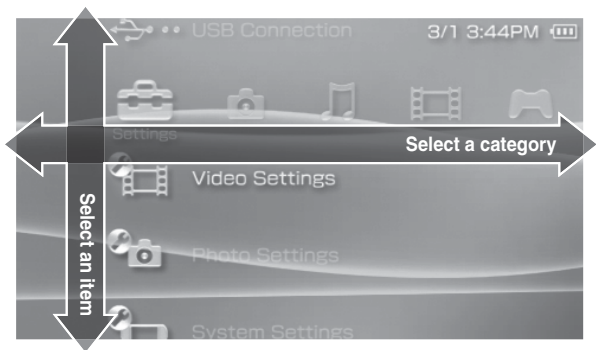 USB Connection
3/1 3:44PM
Settings
Select a category
Video Settings
Select an item
Photo Settings
System Settings